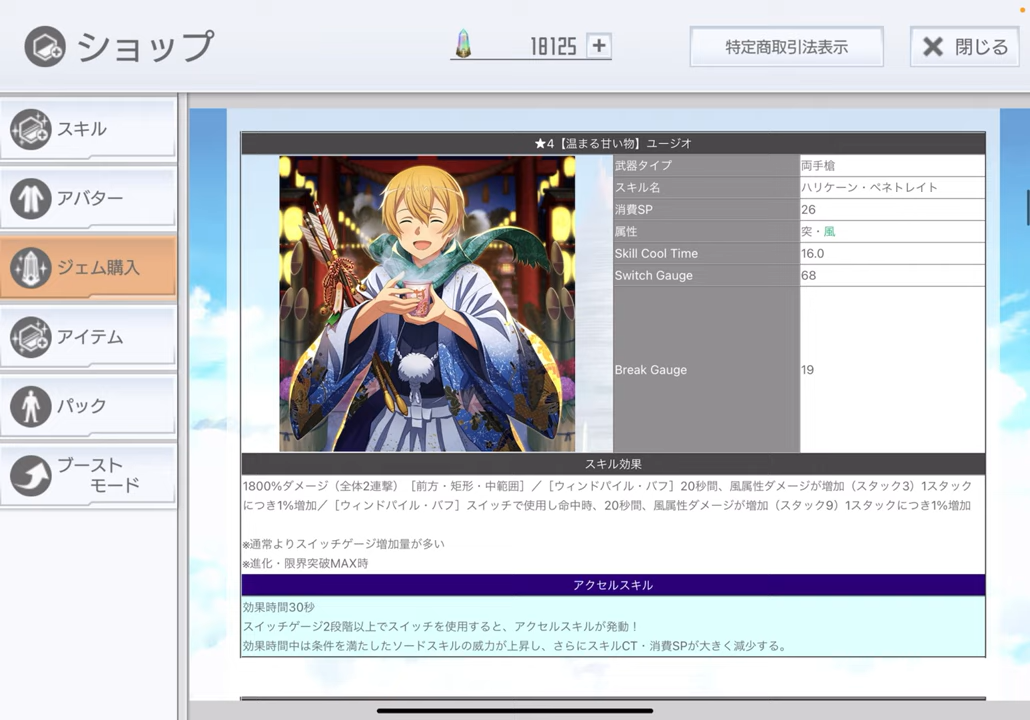 ショップ
18125
特定商取引法表示
閉じる
スキル
アバター
ジェム購入
アイテム
パック
ブースト
モード
★4【温まる甘い物】ユージオ
武器タイプ 両手槍
スキル名 ハリケーン・ペネトレイト
消費SP 26
属性 突・風
Skill Cool Time 16.0
Switch Gauge 68
Break Gauge 19
スキル効果
1800%ダメージ（全体2連撃）［前方・矩形・中範囲］／［ウィンドパイル・バフ］20秒間、風属性ダメージが増加（スタック3）1スタック
につき1%増加／［ウィンドパイル・バフ］スイッチで使用し命中時、20秒間、風属性ダメージが増加（スタック9）1スタックにつき1%増加
※通常よりスイッチゲージ増加量が多い
※進化・限界突破MAX時
アクセルスキル
効果時間30秒
スイッチゲージ2段階以上でスイッチを使用すると、アクセルスキルが発動！
効果時間中は条件を満たしたソードスキルの威力が上昇し、さらにスキルCT・消費SPが大きく減少する。